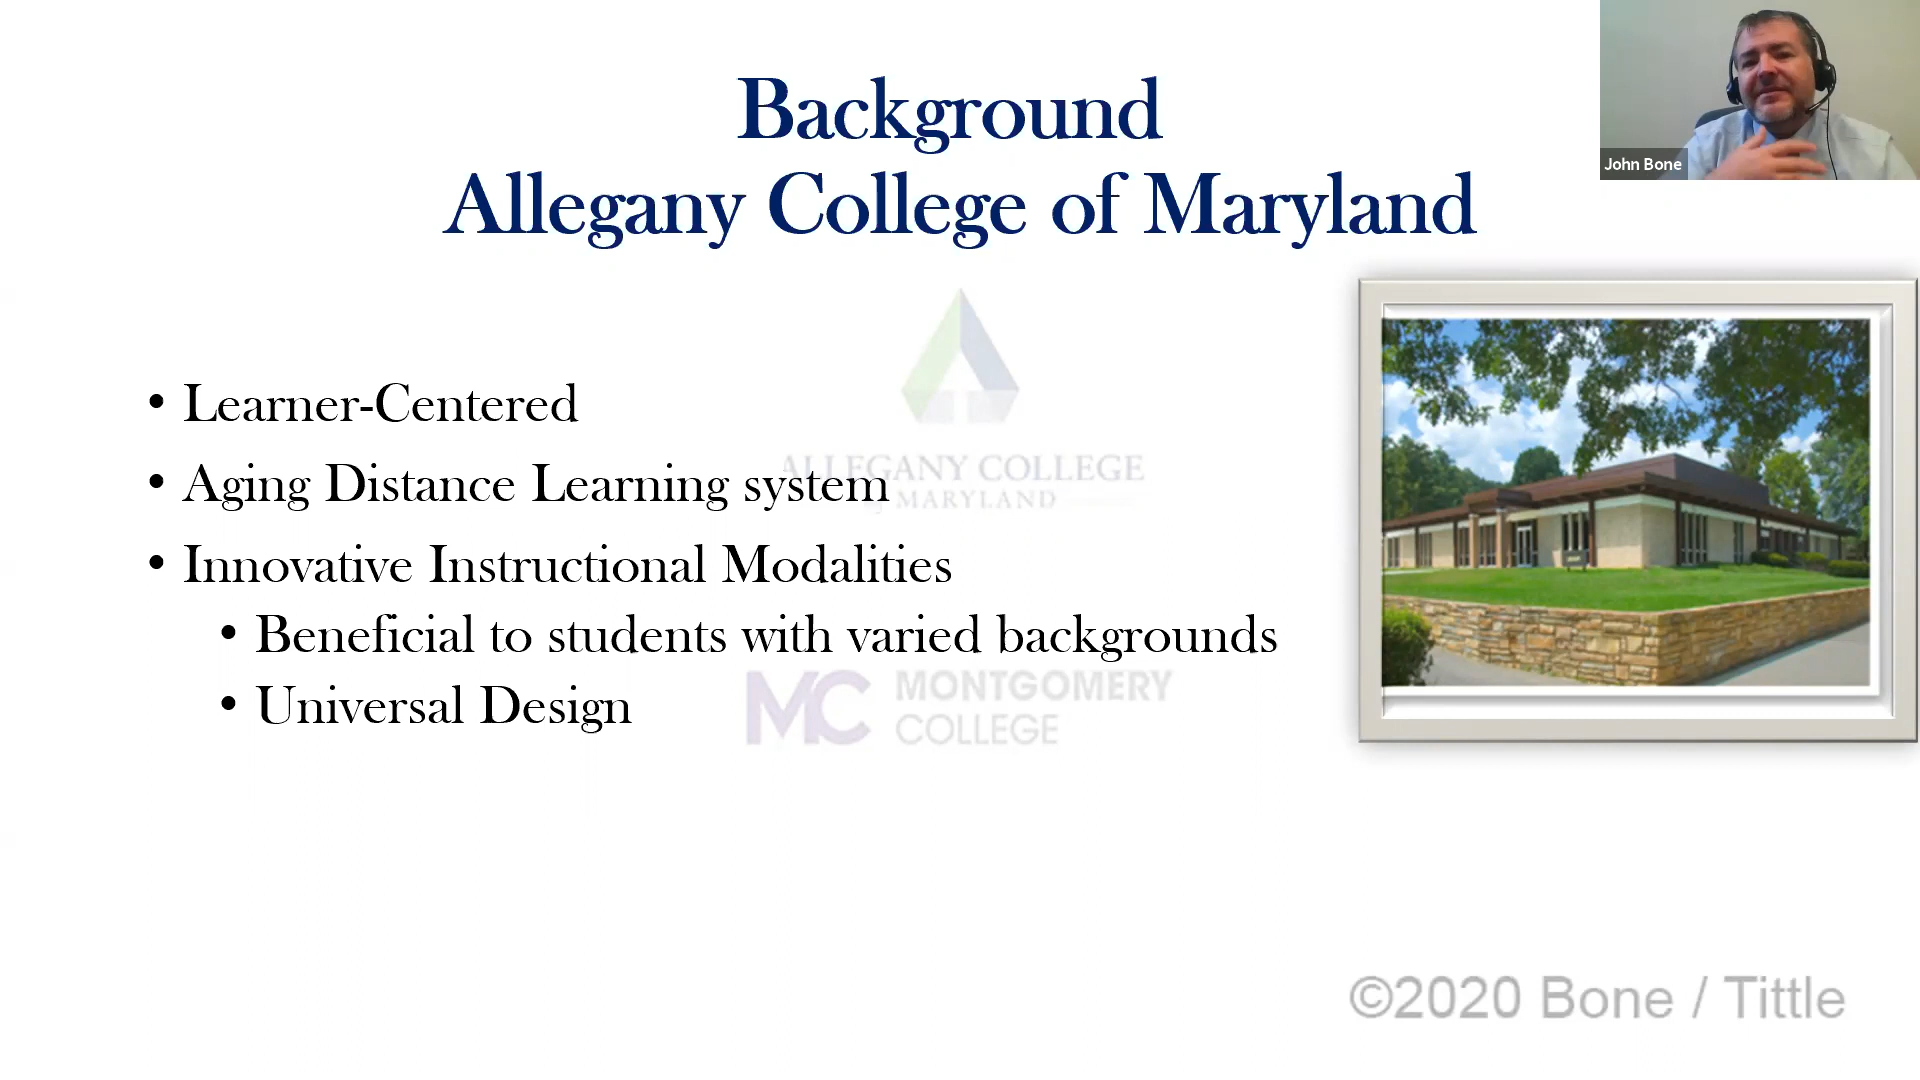 Background
Allegany College of Maryland
John Bone
• Learner-Centered
• Aging Distance Learning system
• Innovative Instructional Modalities
• Beneficial to students with varied backgrounds
• Universal Design
ALLEGANY COLLEGE
MARYLAND
MC MONTGOMERY
COLLEGE
©2020 Bone / Tittle